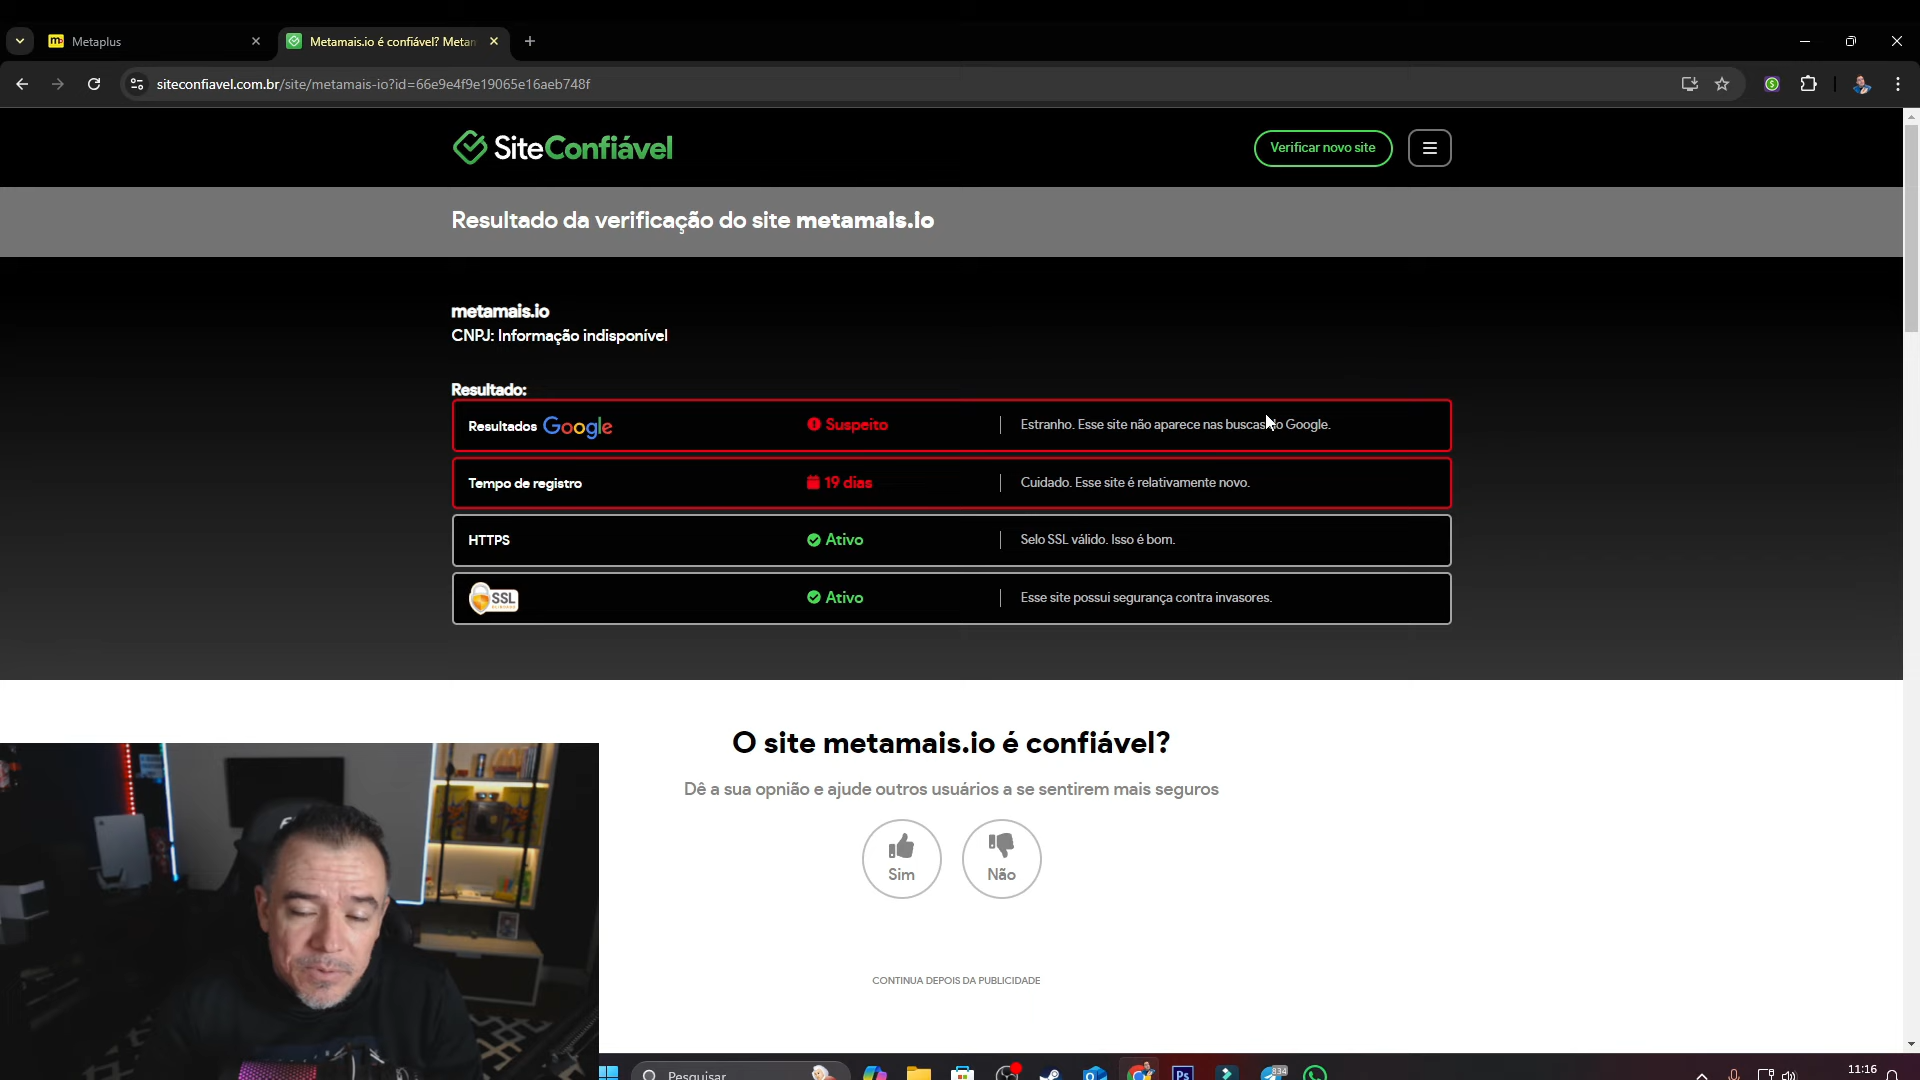 Metaplus
Metamais.io é confiável? Metam
siteconfiavel.com.br/site/metamais-io?id=66e9e4f9e19065e16aeb748f
SiteConfiável
Verificar novo site
Resultado da verificação do site metamais.io
metamais.io
CNPJ: Informação indisponível
Resultado:
Resultados Google
Suspeito
Estranho. Esse site não aparece nas buscas do Google.
Tempo de registro
19 dias
Cuidado. Esse site é relativamente novo.
HTTPS
Ativo
Selo SSL válido. Isso é bom.
SSL
Ativo
Esse site possui segurança contra invasores.
O site metamais.io é confiável?
Dê a sua opnião e ajude outros usuários a se sentirem mais seguros
Sim
Não
CONTINUA DEPOIS DA PUBLICIDADE
Pesquisar
Ps
834
11:16